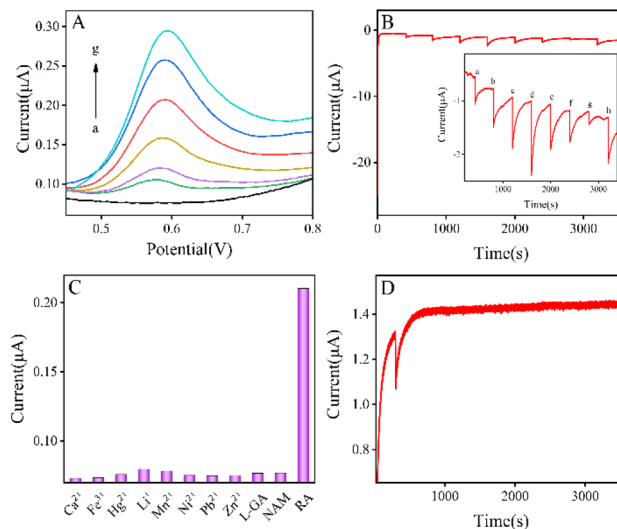 A
g
a
0.30
0.25
0.20
0.15
0.10
Current(μA)
0.5 0.6 0.7 0.8
Potential(V)
B
0
-10
-20
Current(μA)
0 1000 2000 3000
Time(s)
a b c d e f g h
-1
-2
Current(μA)
1000 2000 3000
Time(s)
C
0.20
0.10
Current(μA)
Ca²⁺ Fe³⁺ Hg²⁺ Li⁺ Mn²⁺ Ni²⁺ Pb²⁺ Zn²⁺ L-GA NAM RA
D
1.4
1.2
1.0
0.8
Current(μA)
1000 2000 3000
Time(s)